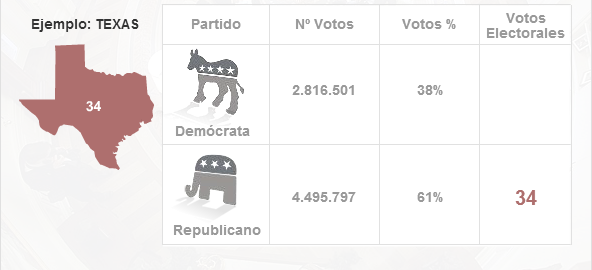 Ejemplo: TEXAS
34
Partido
Nº Votos
Votos %
Votos
Electorales
Demócrata
2.816.501
38%
Republicano
4.495.797
61%
34